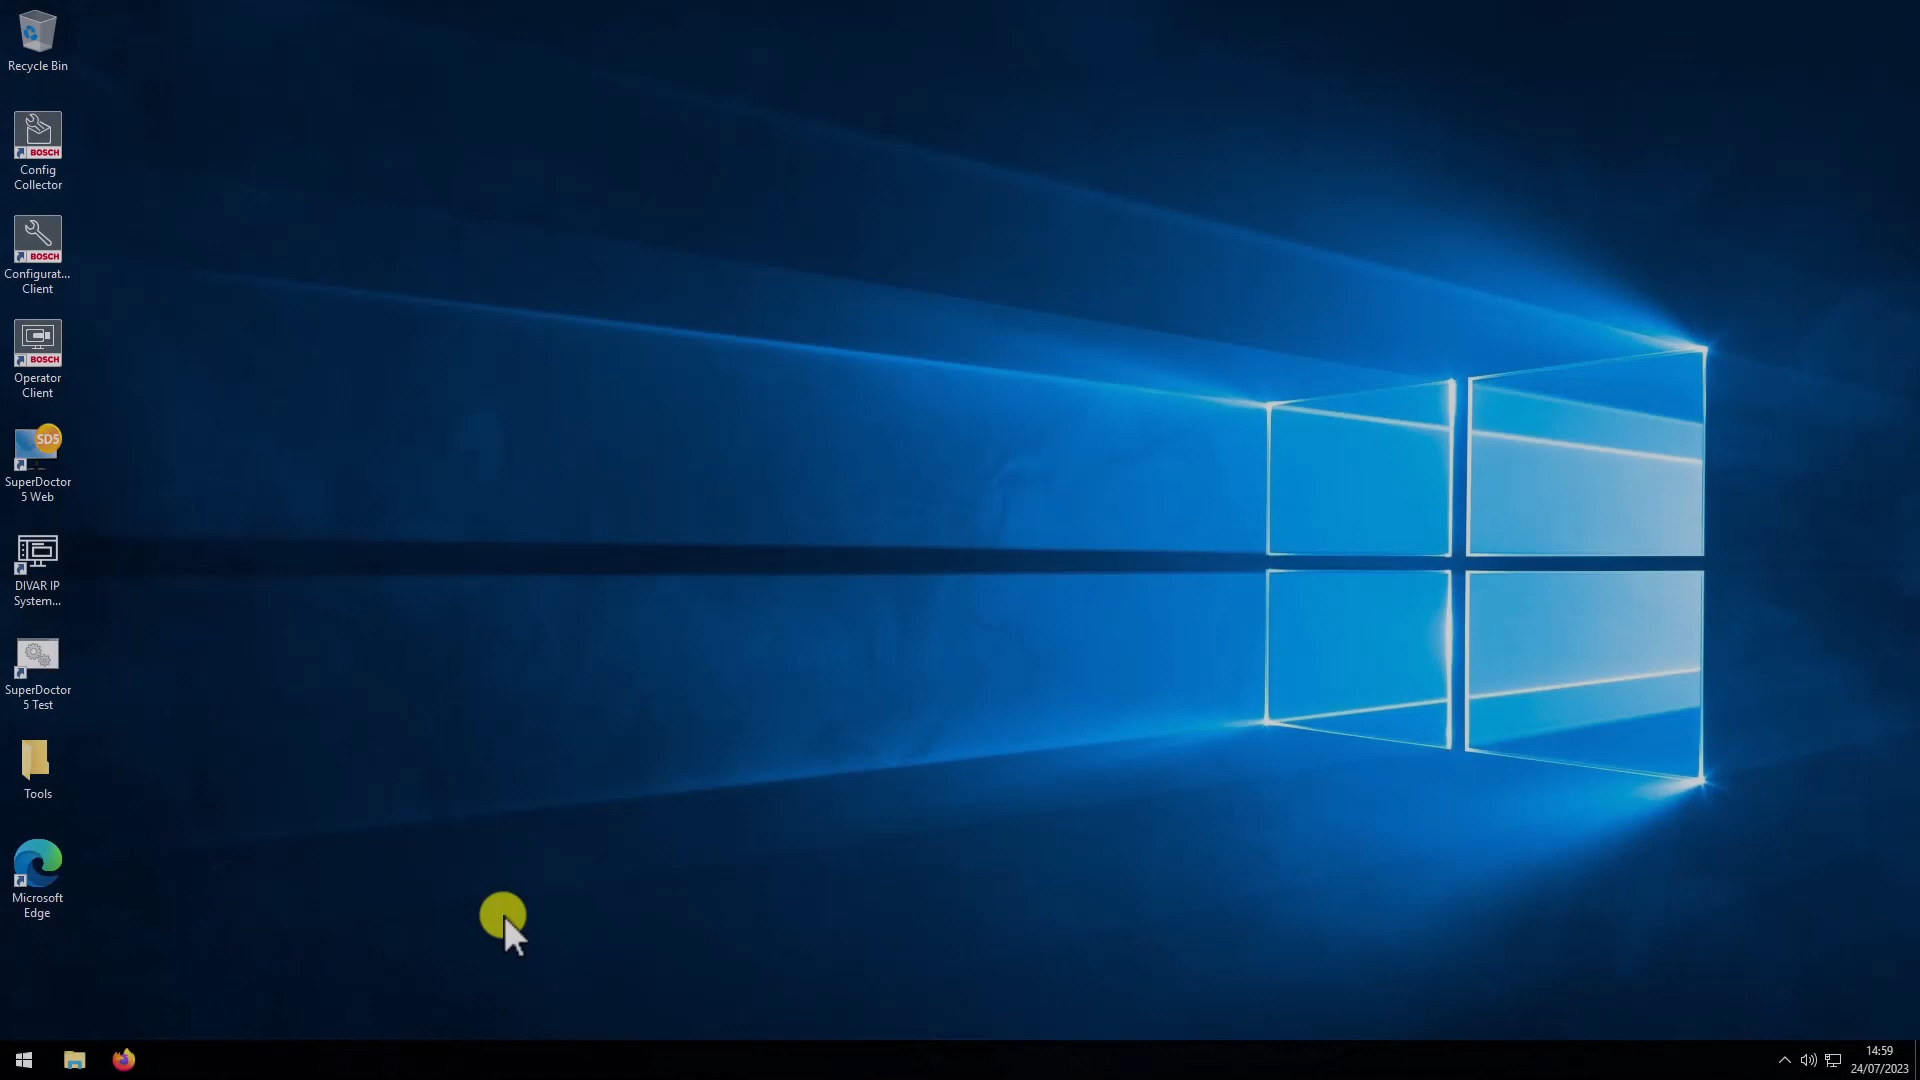 Recycle Bin
BOSCH
Config
Collector
BOSCH
Configurat...
Client
BOSCH
Operator
Client
SD5
SuperDoctor
5 Web
DIVAR IP
System...
SuperDoctor
5 Test
Tools
Microsoft
Edge
14:59
24/07/2023